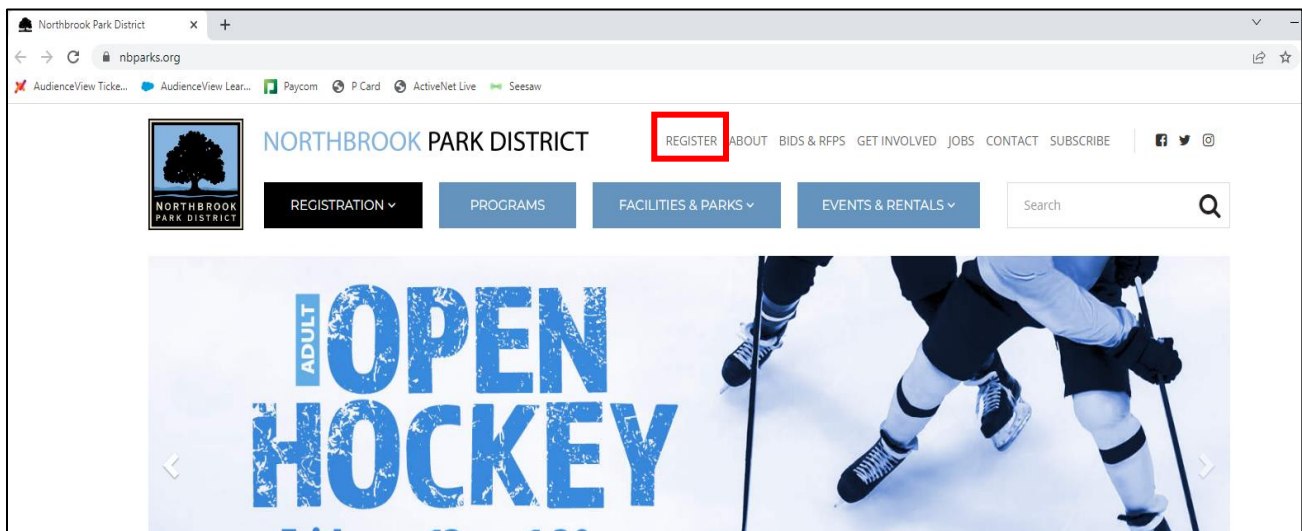 Northbrook Park District
nbparks.org
AudienceView Ticke... AudienceView Lear... Paycom P Card ActiveNet Live Seesaw
NORTHBROOK PARK DISTRICT
NORTHBROOK PARK DISTRICT
REGISTER ABOUT BIDS & RFPS GET INVOLVED JOBS CONTACT SUBSCRIBE
REGISTRATION PROGRAMS FACILITIES & PARKS EVENTS & RENTALS Search
ADULT
OPEN
HOCKEY